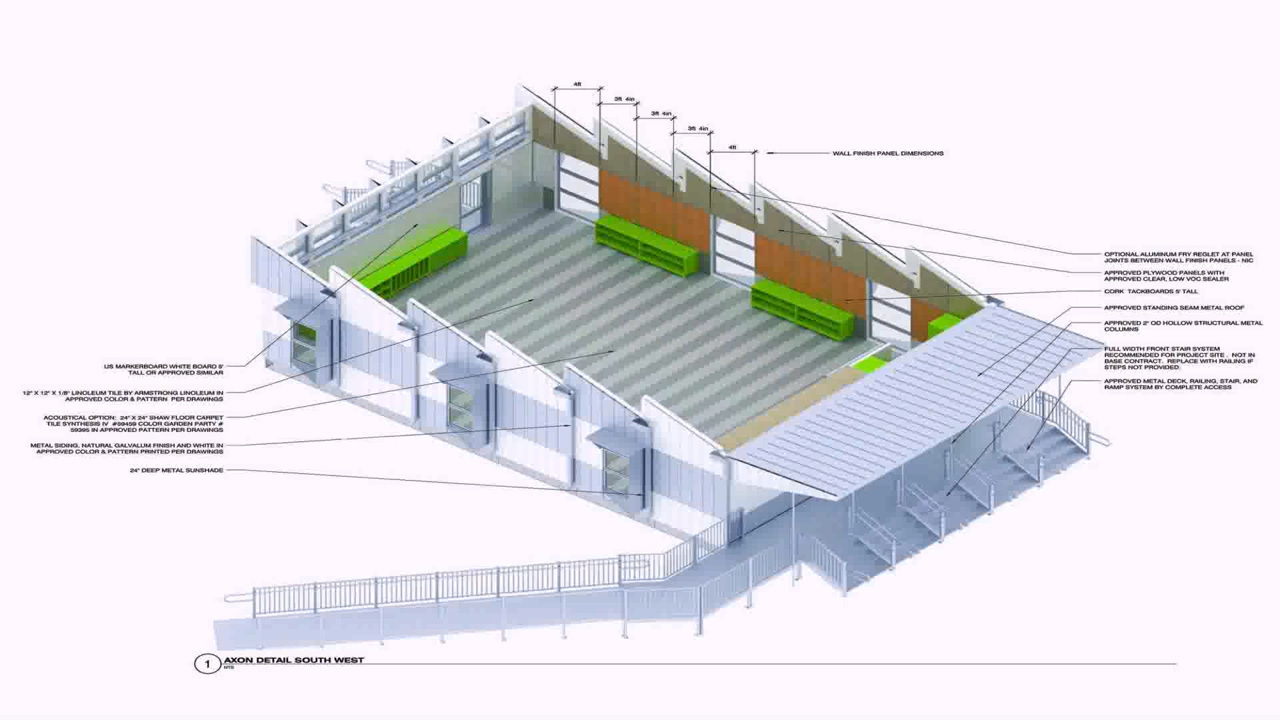 4ft
3ft 4in
3ft 4in
3ft 4in
4ft
WALL FINISH PANEL DIMENSIONS
OPTIONAL ALUMINUM FRY REGLET AT PANEL
JOINTS BETWEEN WALL FINISH PANELS - NIC
APPROVED PLYWOOD PANELS WITH
APPROVED CLEAR, LOW VOC SEALER
CORK TACKBOARDS 5' TALL
APPROVED STANDING SEAM METAL ROOF
APPROVED 2" OD HOLLOW STRUCTURAL METAL
COLUMNS
FULL WIDTH FRONT STAIR SYSTEM
RECOMMENDED FOR PROJECT SITE . NOT IN
BASE CONTRACT. REPLACE WITH RAILING IF
STEPS NOT PROVIDED.
APPROVED METAL DECK, RAILING, STAIR, AND
RAMP SYSTEM BY COMPLETE ACCESS
US MARKERBOARD WHITE BOARD 5'
TALL OR APPROVED SIMILAR
12" X 12" X 1/8" LINOLEUM TILE BY ARMSTRONG LINOLEUM IN
APPROVED COLOR & PATTERN PER DRAWINGS
ACOUSTICAL OPTION: 24" X 24" SHAW FLOOR CARPET
TILE SYNTHESIS IV #59459 COLOR GARDEN PARTY #
59395 IN APPROVED PATTERN PER DRAWINGS
METAL SIDING, NATURAL GALVALUM FINISH AND WHITE IN
APPROVED COLOR & PATTERN PRINTED PER DRAWINGS
24" DEEP METAL SUNSHADE
1 AXON DETAIL SOUTH WEST
NTS